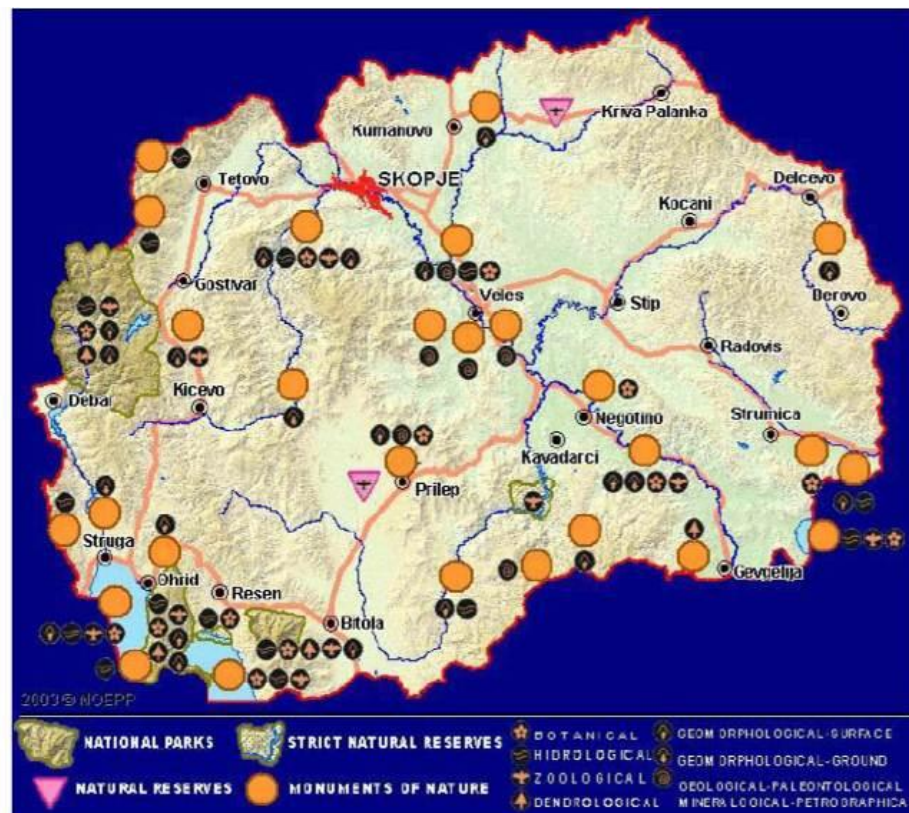 Kriva Palanka
Kumanovo
SKOPJE
Tetovo
Delcevo
Kocani
Gostivar
Veles
Stip
Berovo
Radovis
Kicevo
Debar
Negotino
Strumica
Kavadarci
Prilep
Struga
Ohrid
Resen
Gevgelija
Bitola
2003 © NOEPP
NATIONAL PARKS
STRICT NATURAL RESERVES
NATURAL RESERVES
MONUMENTS OF NATURE
BOTANICAL
HIDROLOGICAL
ZOOLOGICAL
DENDROLOGICAL
GEOMORPHOLOGICAL-SURFACE
GEOMORPHOLOGICAL-GROUND
GEOLOGICAL-PALEONTOLOGICAL
MINERALOGICAL-PETROGRAPHICA